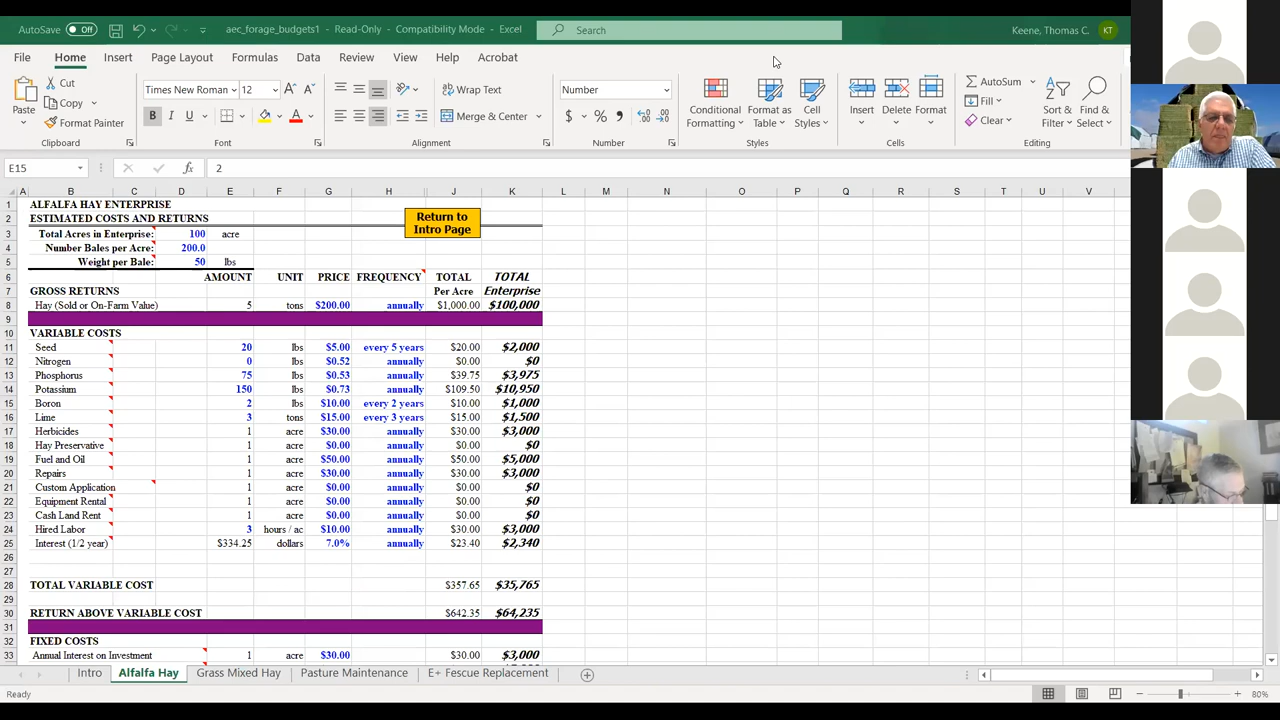 AutoSave Off aec_forage_budgets1 - Read-Only - Compatibility Mode - Excel Search Keene, Thomas C. KT
File Home Insert Page Layout Formulas Data Review View Help Acrobat
Paste Cut Copy Format Painter Clipboard
Times New Roman 12 A A B I U A Font
Wrap Text Merge & Center Alignment
Number $ % , Number
Conditional Formatting Format as Table Cell Styles Styles
Insert Delete Format Cells
AutoSum Fill Clear Sort & Filter Find & Select Editing
E15 fx 2
A B C D E F G H I J K L M N O P Q R S T U V
1 ALFALFA HAY ENTERPRISE
2 ESTIMATED COSTS AND RETURNS
Return to
Intro Page
3 Total Acres in Enterprise: 100 acre
4 Number Bales per Acre: 200.0
5 Weight per Bale: 50 lbs
6 AMOUNT UNIT PRICE FREQUENCY TOTAL TOTAL
7 GROSS RETURNS Per Acre Enterprise
8 Hay (Sold or On-Farm Value) 5 tons $200.00 annually $1,000.00 $100,000
9
10 VARIABLE COSTS
11 Seed 20 lbs $5.00 every 5 years $20.00 $2,000
12 Nitrogen 0 lbs $0.52 annually $0.00 $0
13 Phosphorus 75 lbs $0.53 annually $39.75 $3,975
14 Potassium 150 lbs $0.73 annually $109.50 $10,950
15 Boron 2 lbs $10.00 every 2 years $10.00 $1,000
16 Lime 3 tons $15.00 every 3 years $15.00 $1,500
17 Herbicides 1 acre $30.00 annually $30.00 $3,000
18 Hay Preservative 1 acre $0.00 annually $0.00 $0
19 Fuel and Oil 1 acre $50.00 annually $50.00 $5,000
20 Repairs 1 acre $30.00 annually $30.00 $3,000
21 Custom Application 1 acre $0.00 annually $0.00 $0
22 Equipment Rental 1 acre $0.00 annually $0.00 $0
23 Cash Land Rent 1 acre $0.00 annually $0.00 $0
24 Hired Labor 3 hours / ac $10.00 annually $30.00 $3,000
25 Interest (1/2 year) $334.25 dollars 7.0% annually $23.40 $2,340
26
27
28 TOTAL VARIABLE COST $357.65 $35,765
29
30 RETURN ABOVE VARIABLE COST $642.35 $64,235
31
32 FIXED COSTS
33 Annual Interest on Investment 1 acre $30.00 $30.00 $3,000
Intro Alfalfa Hay Grass Mixed Hay Pasture Maintenance E+ Fescue Replacement
Ready 80%